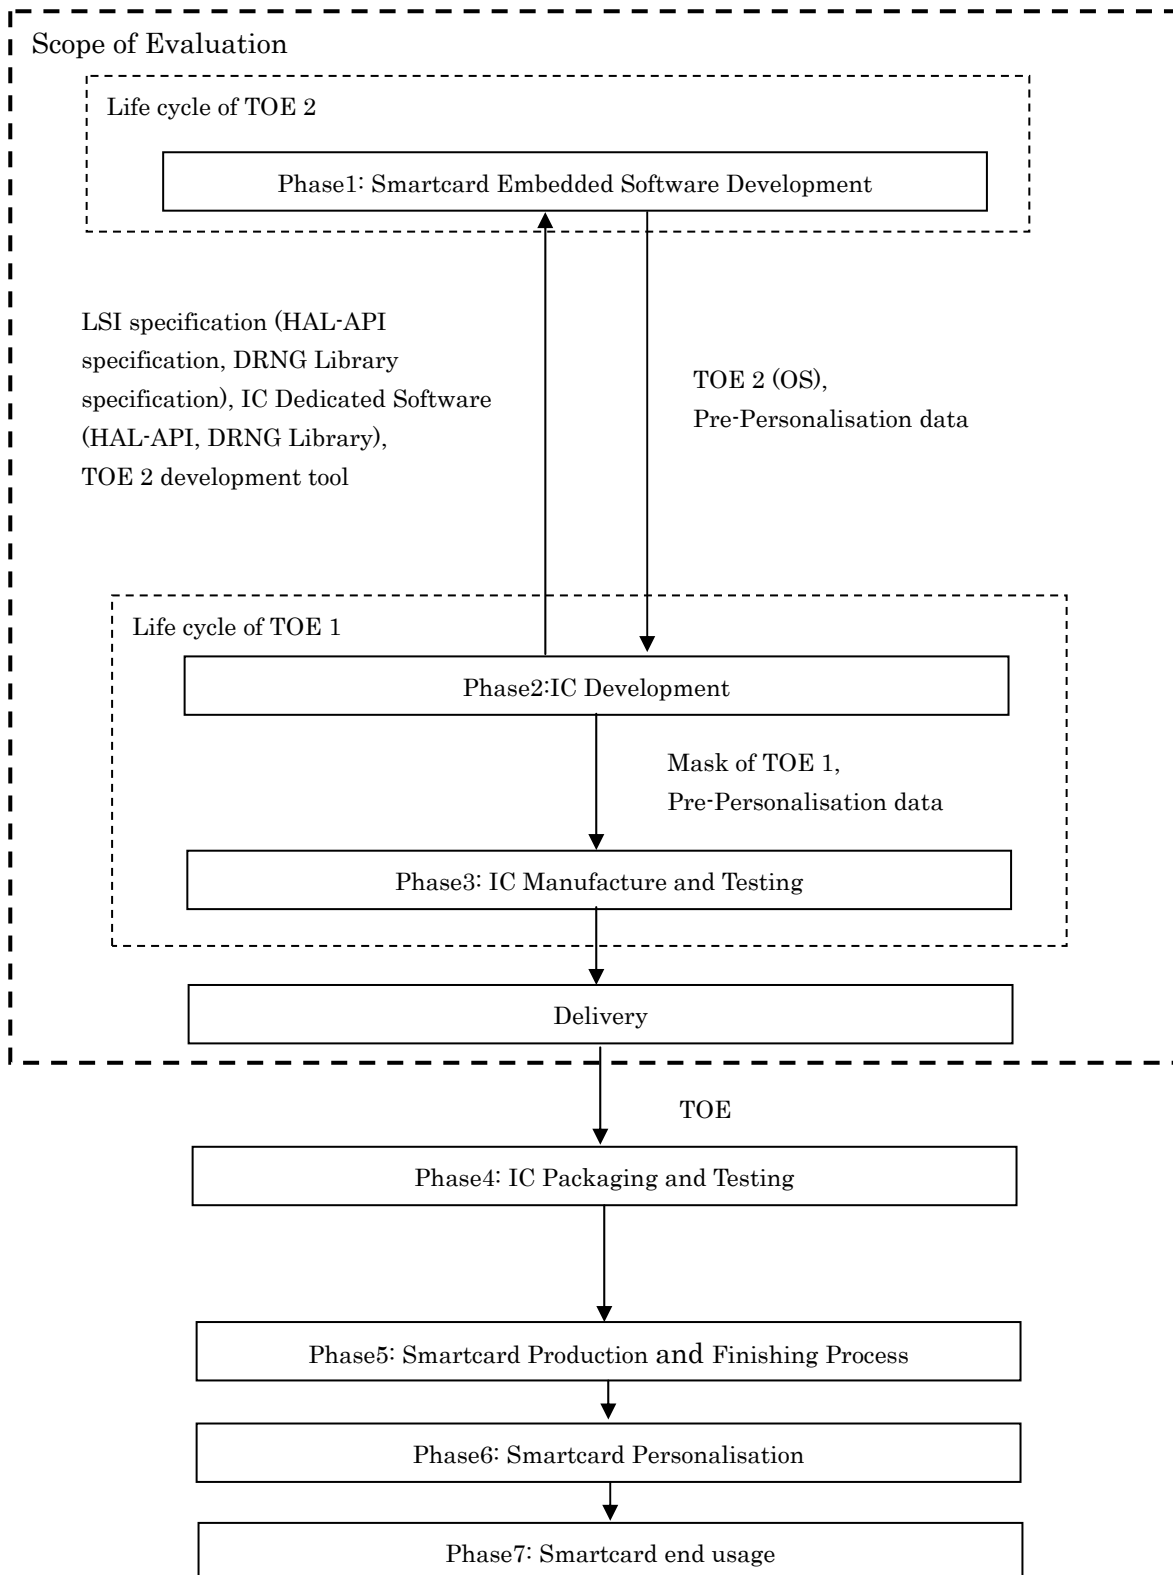 Scope of Evaluation
Life cycle of TOE 2
Phase1: Smartcard Embedded Software Development
LSI specification (HAL-API
specification, DRNG Library
specification), IC Dedicated Software
(HAL-API, DRNG Library),
TOE 2 development tool
TOE 2 (OS),
Pre-Personalisation data
Life cycle of TOE 1
Phase2:IC Development
Mask of TOE 1,
Pre-Personalisation data
Phase3: IC Manufacture and Testing
Delivery
TOE
Phase4: IC Packaging and Testing
Phase5: Smartcard Production and Finishing Process
Phase6: Smartcard Personalisation
Phase7: Smartcard end usage